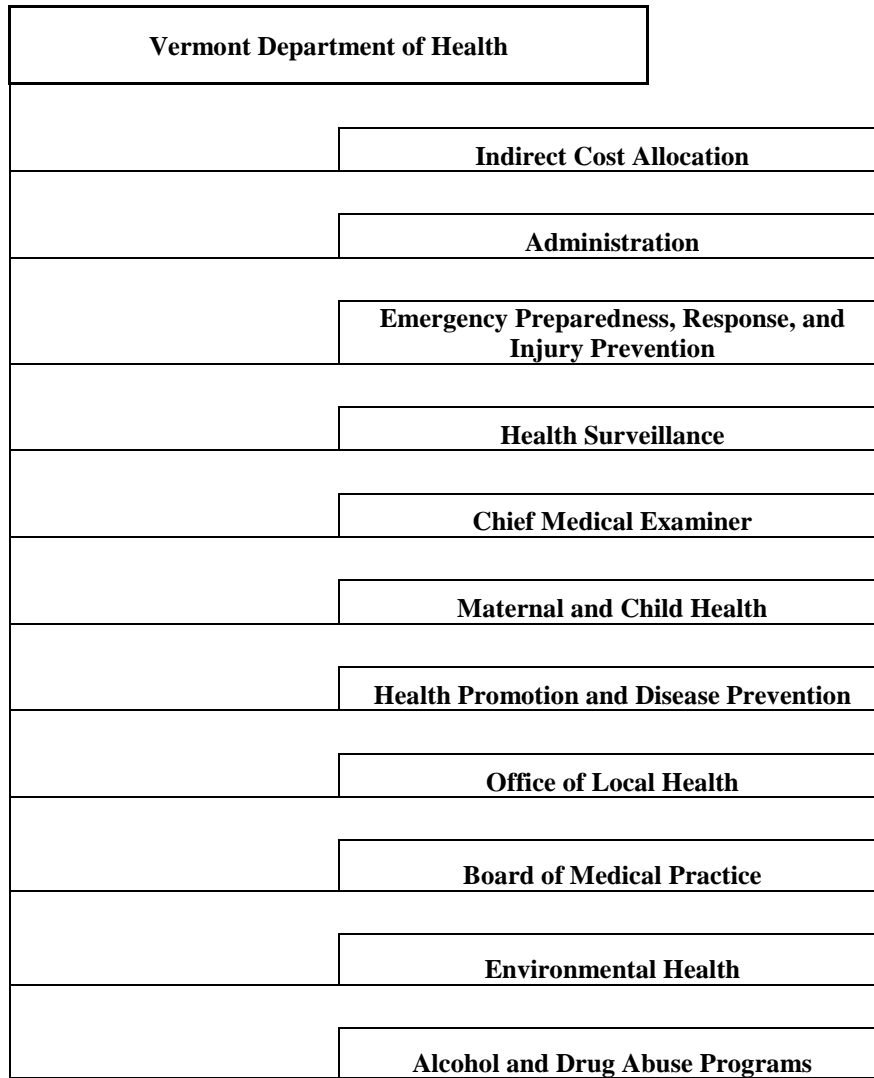 Vermont Department of Health
Indirect Cost Allocation
Administration
Emergency Preparedness, Response, and
Injury Prevention
Health Surveillance
Chief Medical Examiner
Maternal and Child Health
Health Promotion and Disease Prevention
Office of Local Health
Board of Medical Practice
Environmental Health
Alcohol and Drug Abuse Programs